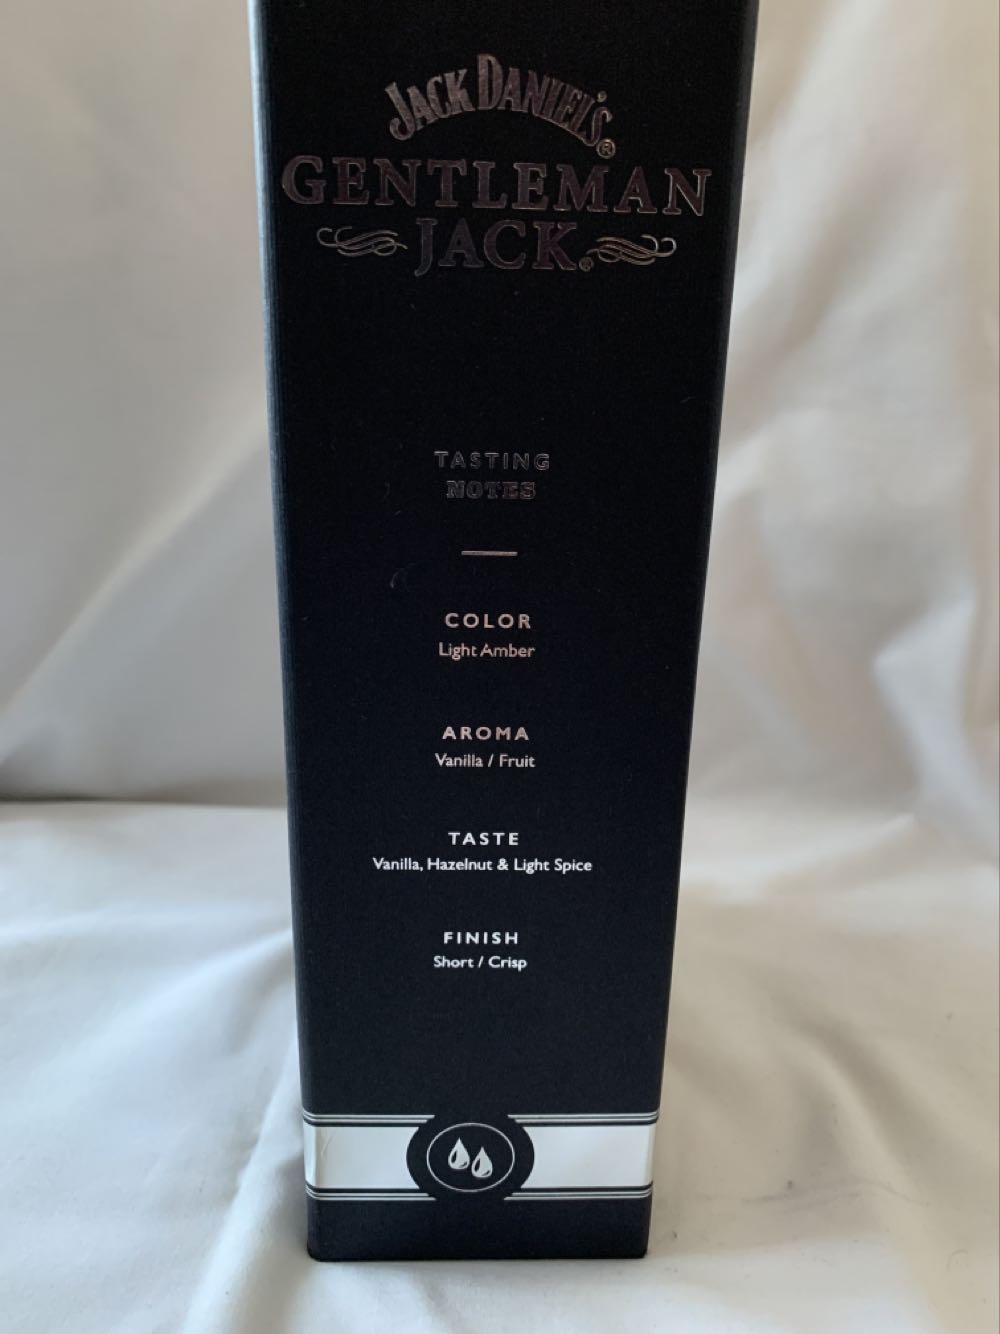 JACK DANIEL'S®
GENTLEMAN
JACK®
TASTING
NOTES
COLOR
Light Amber
AROMA
Vanilla / Fruit
TASTE
Vanilla, Hazelnut & Light Spice
FINISH
Short / Crisp